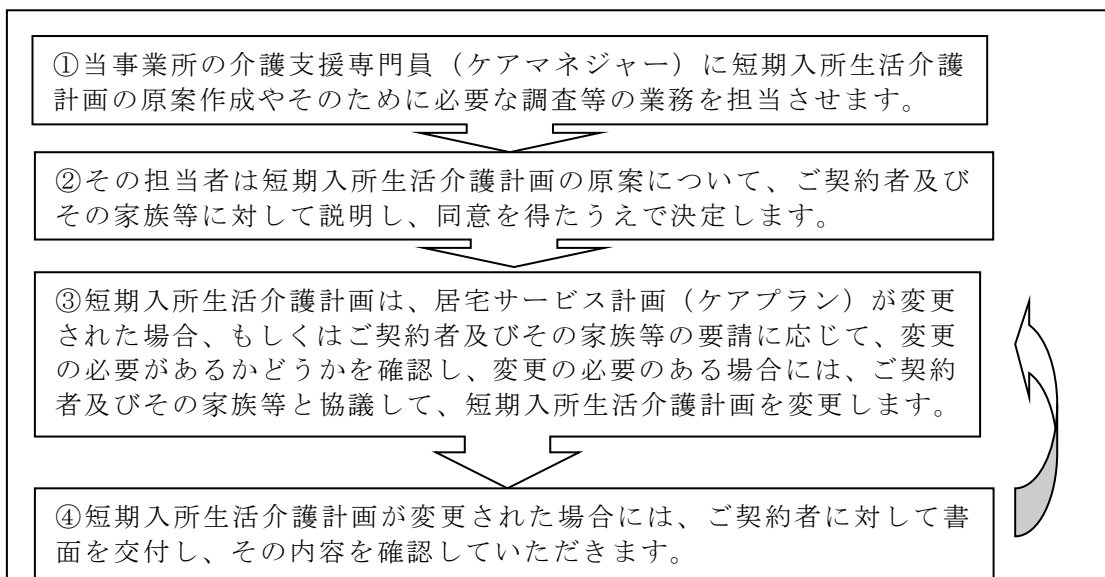 ①当事業所の介護支援専門員（ケアマネジャー）に短期入所生活介護
計画の原案作成やそのために必要な調査等の業務を担当させます。
②その担当者は短期入所生活介護計画の原案について、ご契約者及び
その家族等に対して説明し、同意を得たうえで決定します。
③短期入所生活介護計画は、居宅サービス計画（ケアプラン）が変更
された場合、もしくはご契約者及びその家族等の要請に応じて、変更
の必要があるかどうかを確認し、変更の必要のある場合には、ご契約
者及びその家族等と協議して、短期入所生活介護計画を変更します。
④短期入所生活介護計画が変更された場合には、ご契約者に対して書
面を交付し、その内容を確認していただきます。